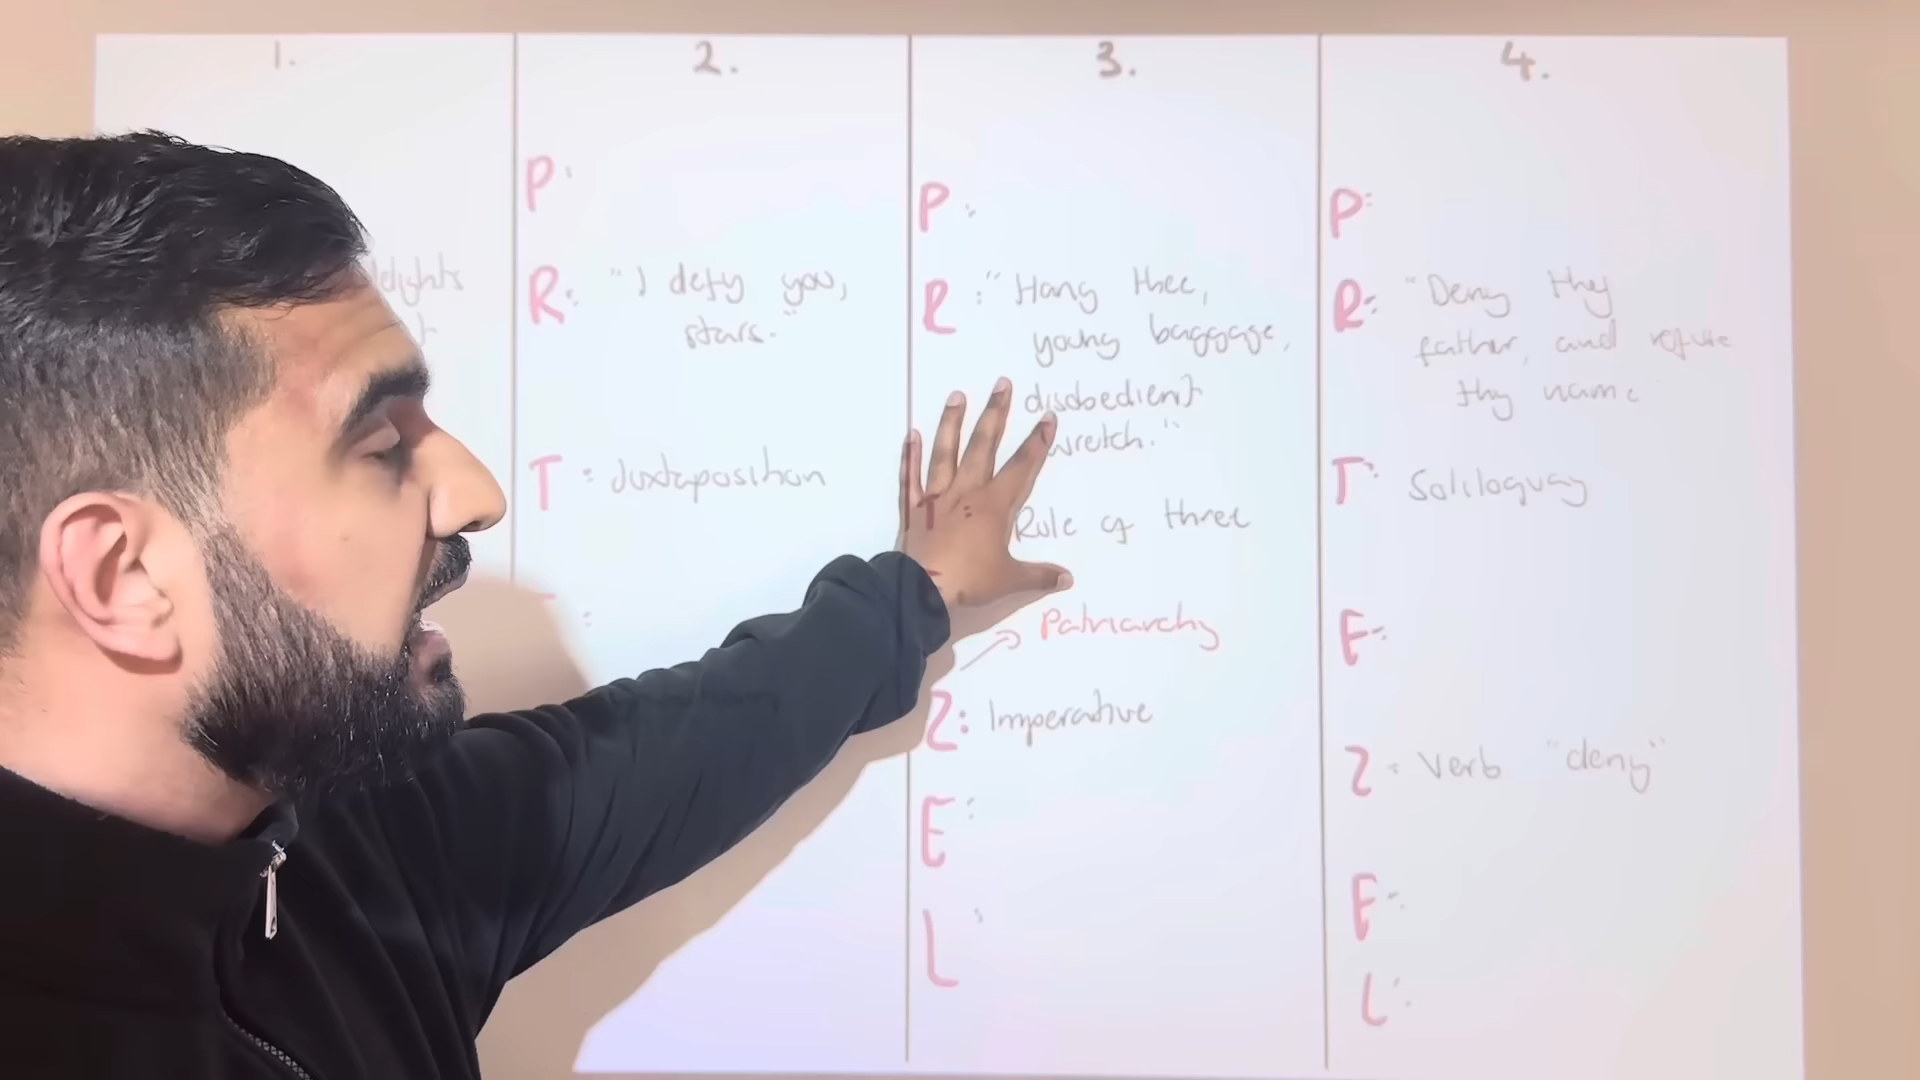 1.
lights
2.
P:
R: "I defy you,
stars."
T: Juxtaposition
:
3.
P:
R: "Hang thee,
young baggage,
disobedient
wretch."
T: Rule of three
Patriarchy
Z: Imperative
E:
L:
4.
P:
R: "Deny thy
father, and refuse
thy name
T: Soliloquay
E:
Z: Verb "deny"
E:
L: